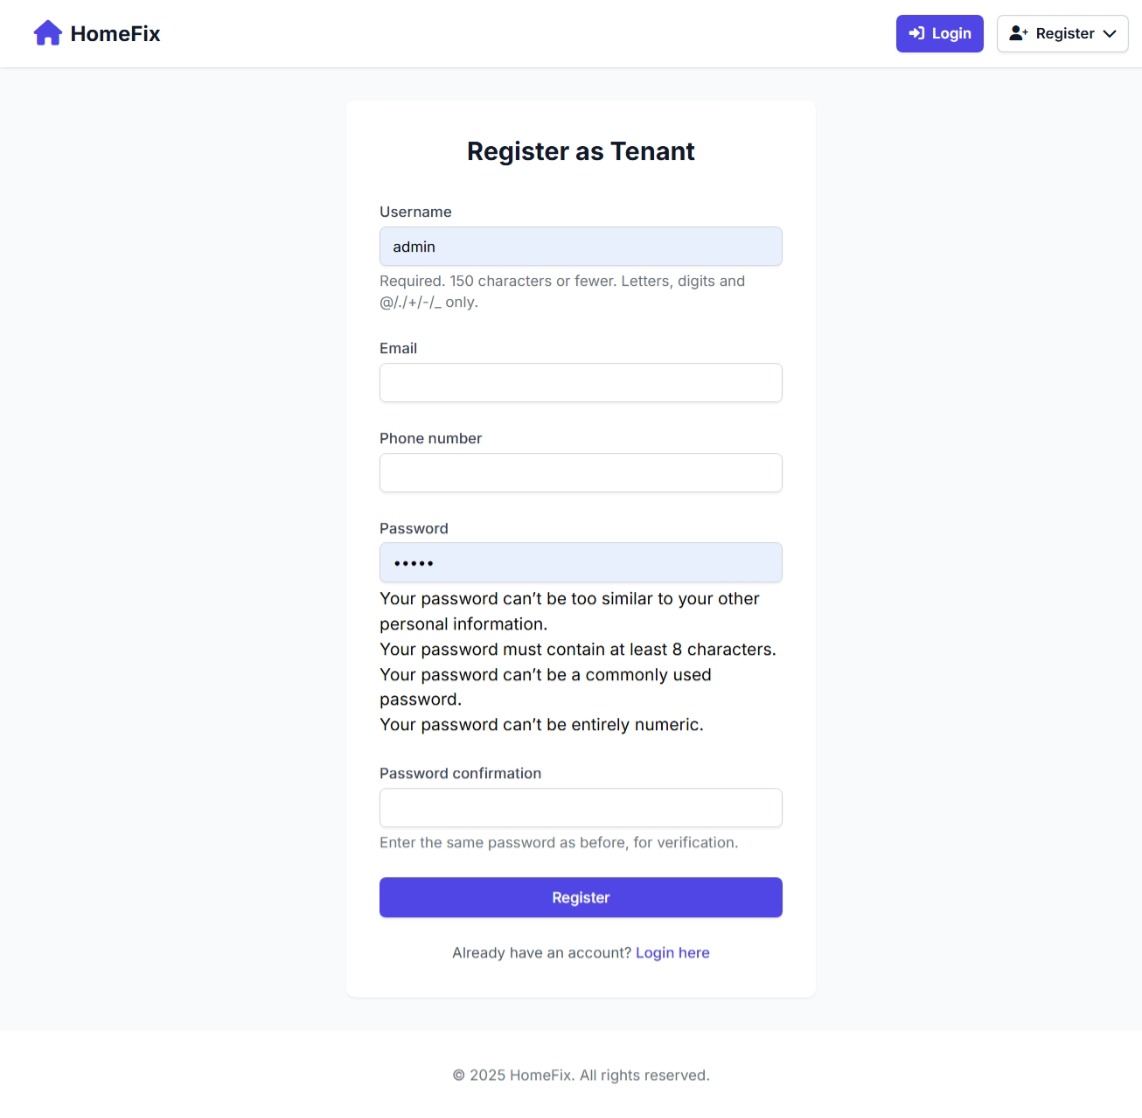 HomeFix
Login
Register
Register as Tenant
Username
admin
Required. 150 characters or fewer. Letters, digits and
@/./+/-/_ only.
Email
Phone number
Password
•••••
Your password can’t be too similar to your other
personal information.
Your password must contain at least 8 characters.
Your password can’t be a commonly used
password.
Your password can’t be entirely numeric.
Password confirmation
Enter the same password as before, for verification.
Register
Already have an account? Login here
© 2025 HomeFix. All rights reserved.